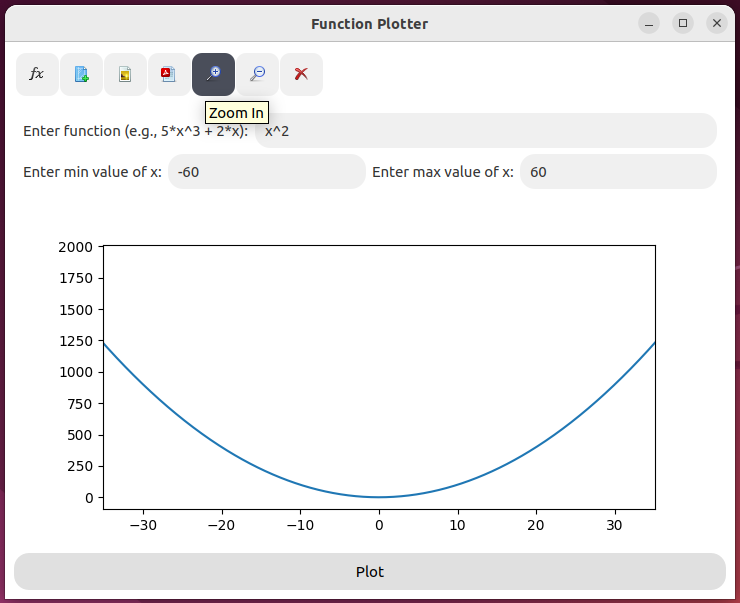 Function Plotter
fx
Zoom In
Enter function (e.g., 5*x^3 + 2*x): x^2
Enter min value of x: -60 Enter max value of x: 60
2000
1750
1500
1250
1000
750
500
250
0
−30 −20 −10 0 10 20 30
Plot